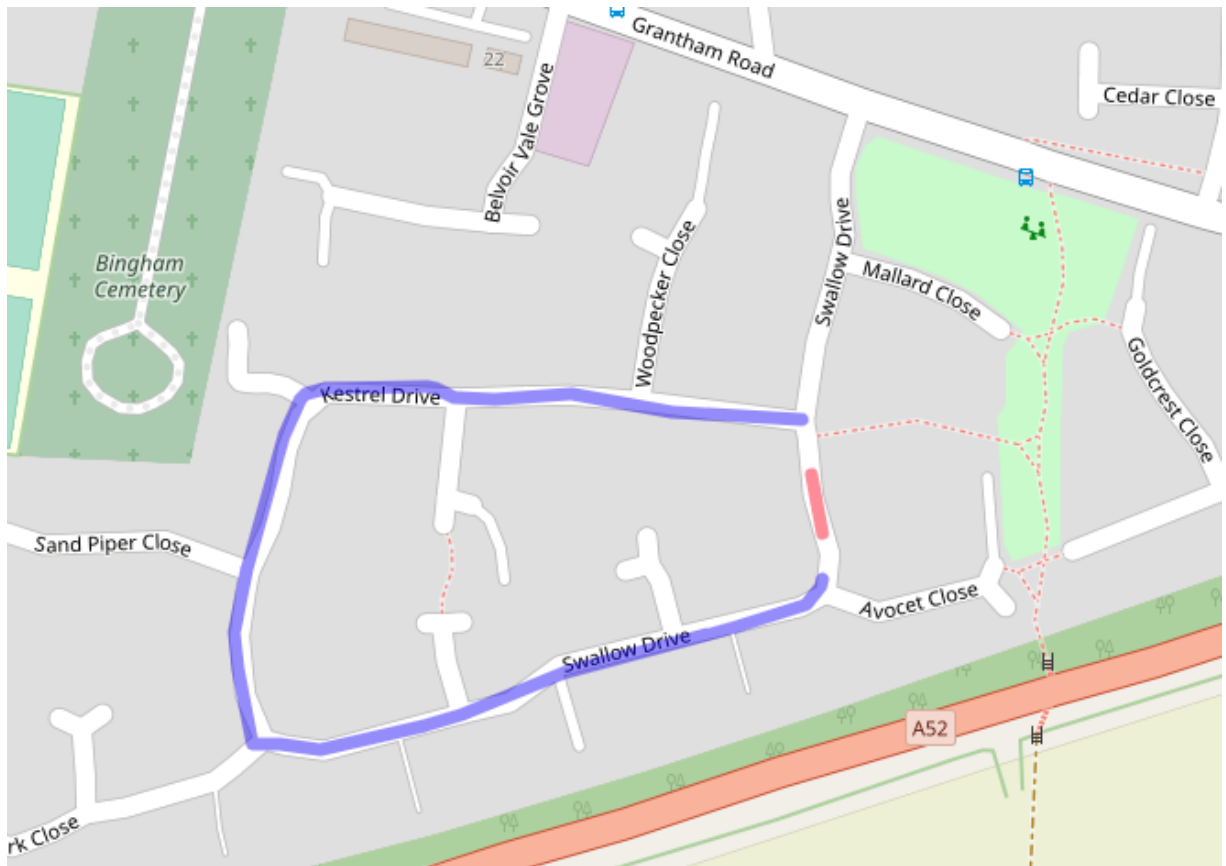 Grantham Road
22
Cedar Close
Belvoir Vale Grove
Swallow Drive
Woodpecker Close
Bingham
Cemetery
Mallard Close
Goldcrest Close
Kestrel Drive
Sand Piper Close
Avocet Close
Swallow Drive
A52
rk Close